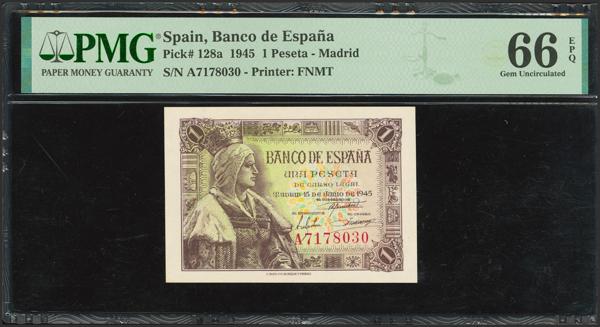 PMG®
PAPER MONEY GUARANTY
Spain, Banco de España
Pick# 128a 1945 1 Peseta - Madrid
S/N A7178030 - Printer: FNMT
66
EPQ
Gem Uncirculated
1
1
BANCO DE ESPAÑA
UNA PESETA
DE CURSO LEGAL
MADRID 15 DE JUNIO DE 1945
A7178030
1